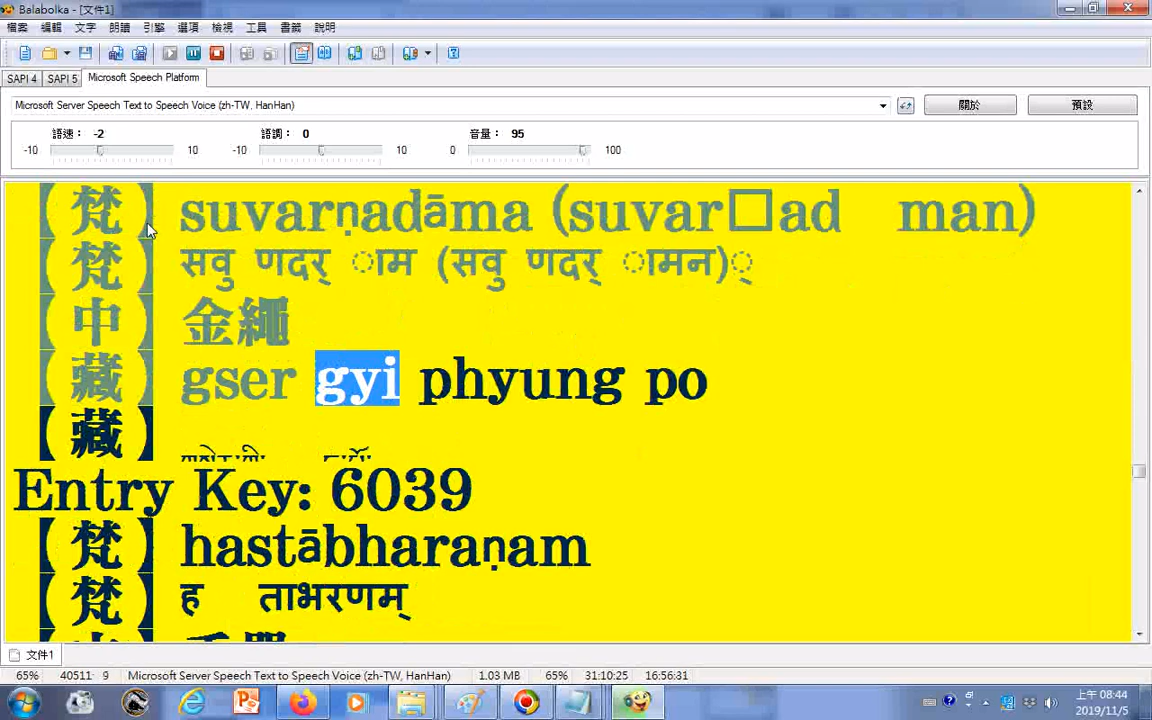 Balabolka - [文件1]
檔案 編輯 文字 朗讀 引擎 選項 檢視 工具 書籤 說明
SAPI 4 SAPI 5 Microsoft Speech Platform
Microsoft Server Speech Text to Speech Voice (zh-TW, HanHan) 關於 預設
語速： -2 語調： 0 音量： 95
-10 10 -10 10 0 100
【梵】 suvarṇadāma (suvar□ad man)
【梵】 सवु णदर् ाम (सवु णदर् ामन)्
【中】 金繩
【藏】 gser gyi phyung po
【藏】
Entry Key: 6039
【梵】 hastābharaṇam
【梵】 ह ताभरणम्
文件1
65% 40511: 9 Microsoft Server Speech Text to Speech Voice (zh-TW, HanHan) 1.03 MB 65% 31:10:25 16:56:31
上午 08:44
2019/11/5